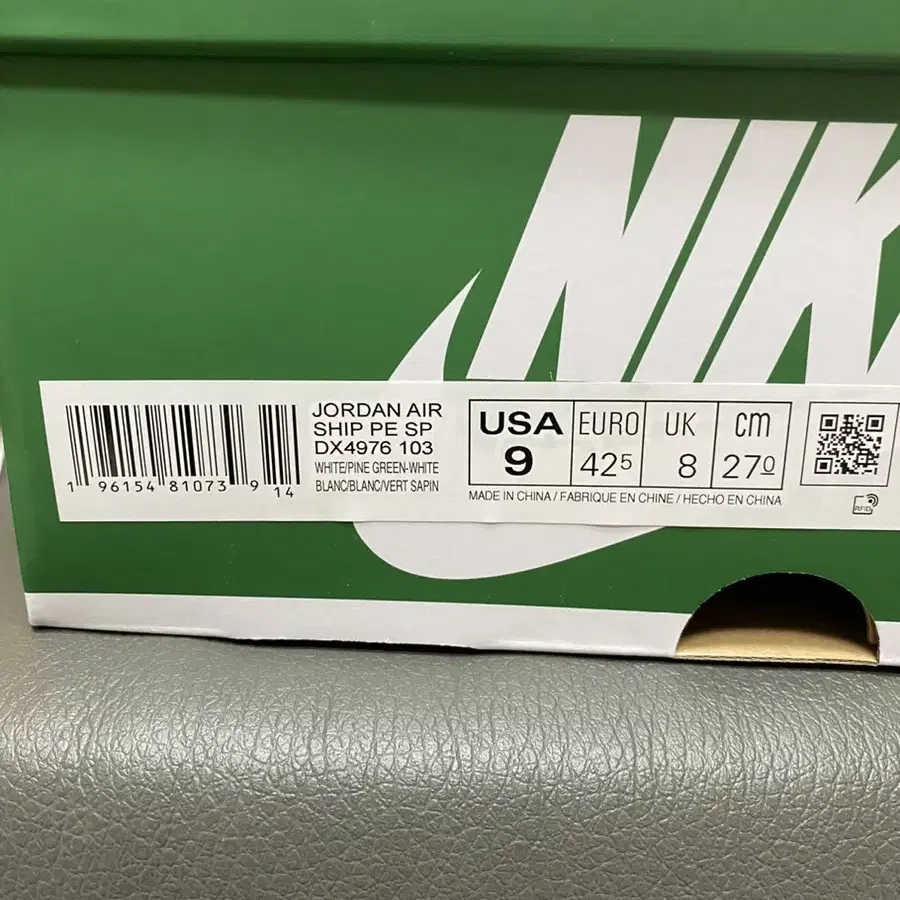 NIK
JORDAN AIR
SHIP PE SP
DX4976 103
WHITE/PINE GREEN-WHITE
BLANC/BLANC/VERT SAPIN
1 96154 81073 9 14
USA EURO UK cm
9 42 5 8 27 0
MADE IN CHINA / FABRIQUE EN CHINE / HECHO EN CHINA
RFID